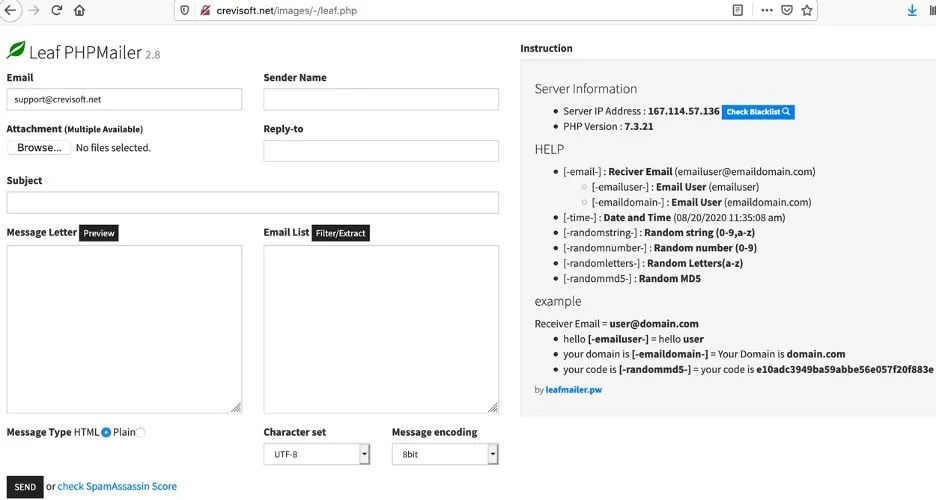 crevisoft.net/images/-/leaf.php
Leaf PHPMailer 2.8
Email
support@crevisoft.net
Sender Name
Attachment (Multiple Available)
Browse... No files selected.
Reply-to
Subject
Message Letter Preview
Email List Filter/Extract
Message Type HTML Plain
Character set
UTF-8
Message encoding
8bit
SEND or check SpamAssassin Score
Instruction
Server Information
Server IP Address : 167.114.57.136 Check Blacklist
PHP Version : 7.3.21
HELP
[-email-] : Reciver Email (emailuser@emaildomain.com)
[-emailuser-] : Email User (emailuser)
[-emaildomain-] : Email User (emaildomain.com)
[-time-] : Date and Time (08/20/2020 11:35:08 am)
[-randomstring-] : Random string (0-9,a-z)
[-randomnumber-] : Random number (0-9)
[-randomletters-] : Random Letters(a-z)
[-randommd5-] : Random MD5
example
Receiver Email = user@domain.com
hello [-emailuser-] = hello user
your domain is [-emaildomain-] = Your Domain is domain.com
your code is [-randommd5-] = your code is e10adc3949ba59abbe56e057f20f883e
by leafmailer.pw